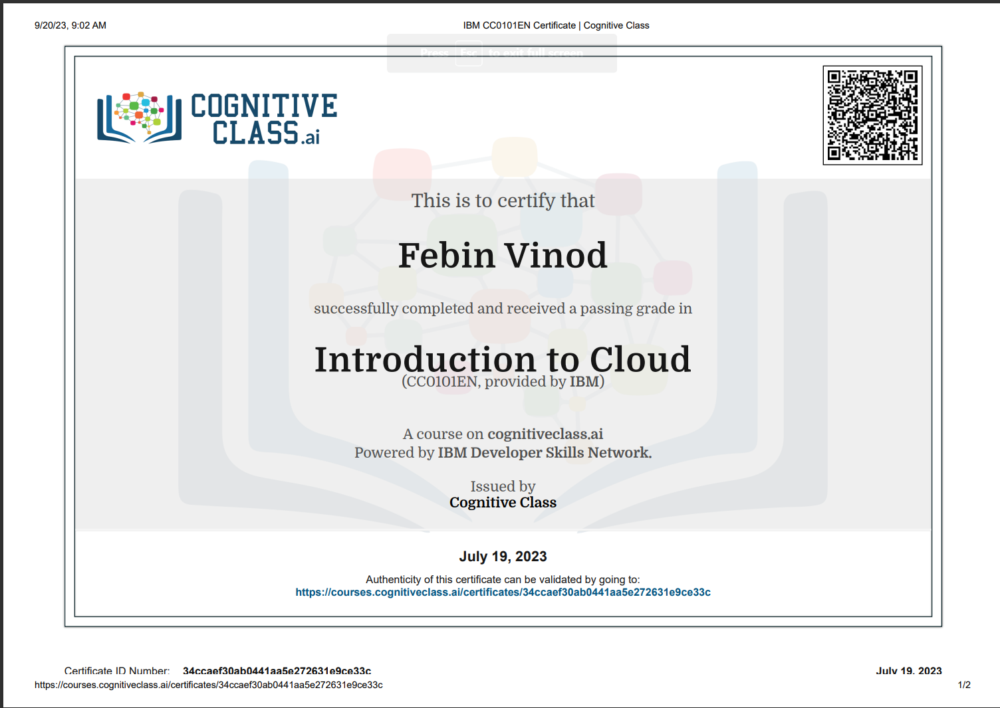 9/20/23, 9:02 AM
IBM CC0101EN Certificate | Cognitive Class
Press Esc to exit full screen
COGNITIVE
CLASS.ai
This is to certify that
Febin Vinod
successfully completed and received a passing grade in
Introduction to Cloud
(CC0101EN, provided by IBM)
A course on cognitiveclass.ai
Powered by IBM Developer Skills Network.
Issued by
Cognitive Class
July 19, 2023
Authenticity of this certificate can be validated by going to:
https://courses.cognitiveclass.ai/certificates/34ccaef30ab0441aa5e272631e9ce33c
Certificate ID Number: 34ccaef30ab0441aa5e272631e9ce33c
July 19, 2023
https://courses.cognitiveclass.ai/certificates/34ccaef30ab0441aa5e272631e9ce33c
1/2